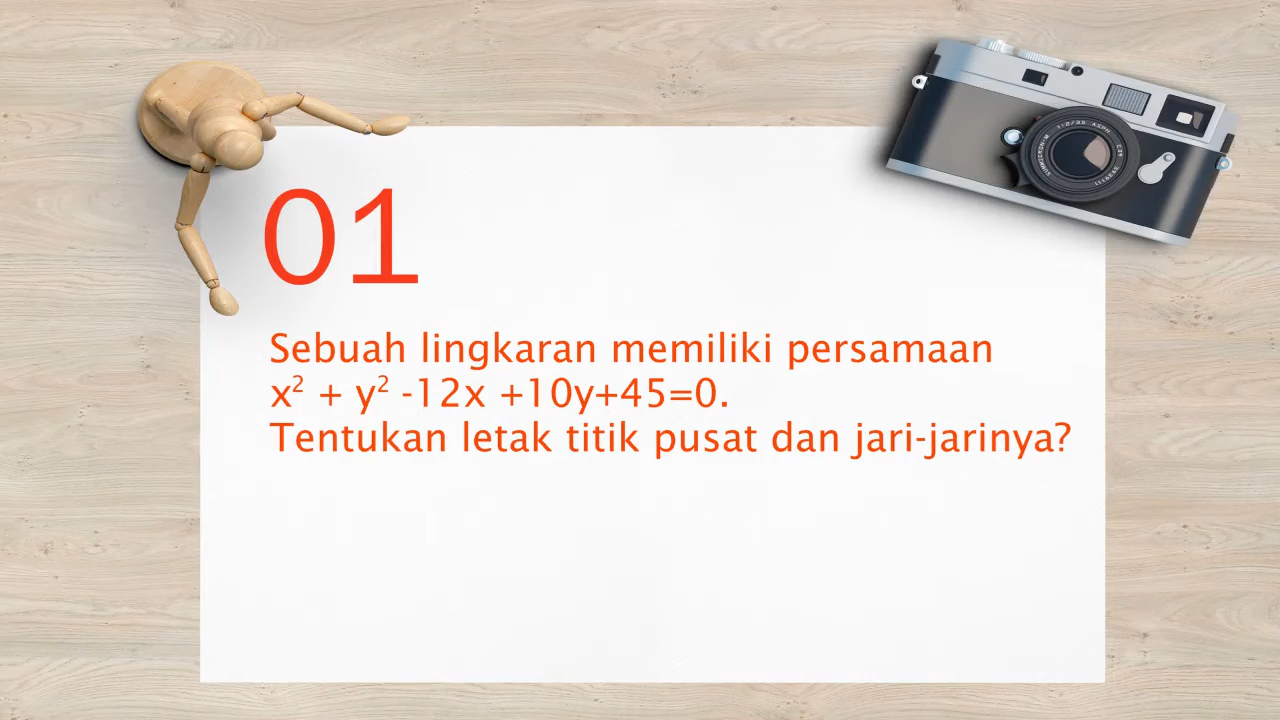 01
Sebuah lingkaran memiliki persamaan
x² + y² -12x +10y+45=0.
Tentukan letak titik pusat dan jari-jarinya?